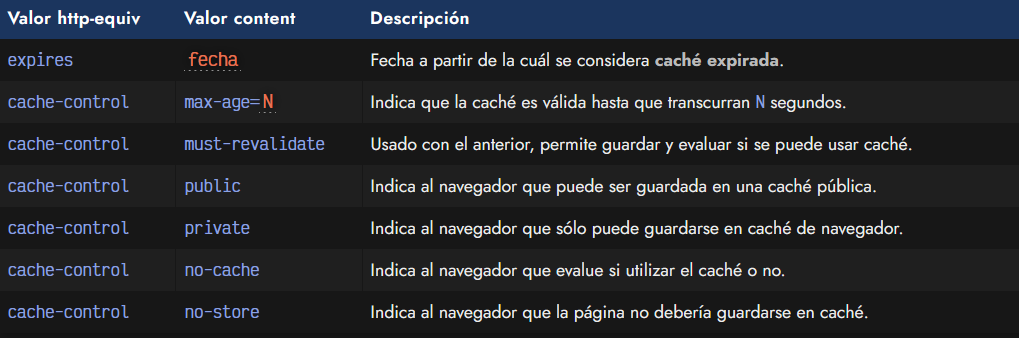 Valor http-equiv Valor content Descripción
expires fecha Fecha a partir de la cuál se considera caché expirada.
cache-control max-age=N Indica que la caché es válida hasta que transcurran N segundos.
cache-control must-revalidate Usado con el anterior, permite guardar y evaluar si se puede usar caché.
cache-control public Indica al navegador que puede ser guardada en una caché pública.
cache-control private Indica al navegador que sólo puede guardarse en caché de navegador.
cache-control no-cache Indica al navegador que evalue si utilizar el caché o no.
cache-control no-store Indica al navegador que la página no debería guardarse en caché.